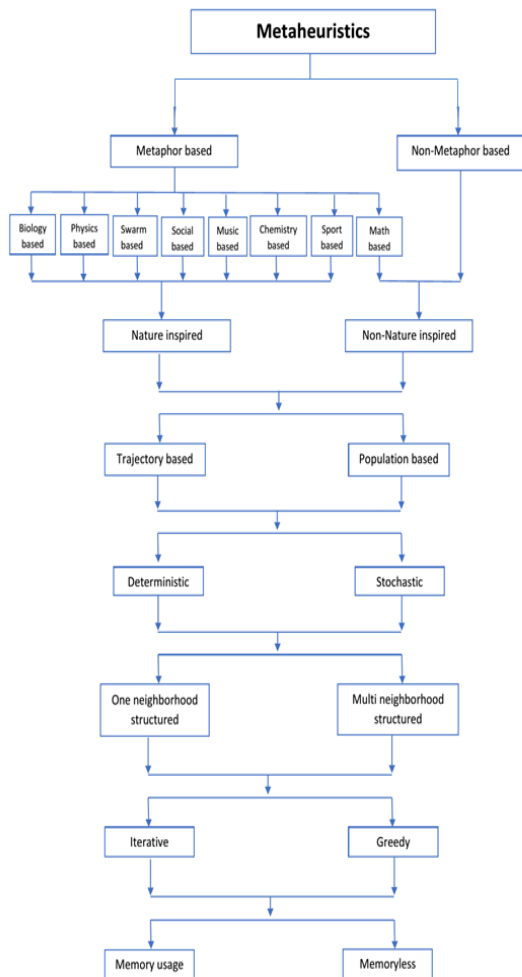 Metaheuristics
Metaphor based
Non-Metaphor based
Biology
based
Physics
based
Swarm
based
Social
based
Music
based
Chemistry
based
Sport
based
Math
based
Nature inspired
Non-Nature inspired
Trajectory based
Population based
Deterministic
Stochastic
One neighborhood
structured
Multi neighborhood
structured
Iterative
Greedy
Memory usage
Memoryless